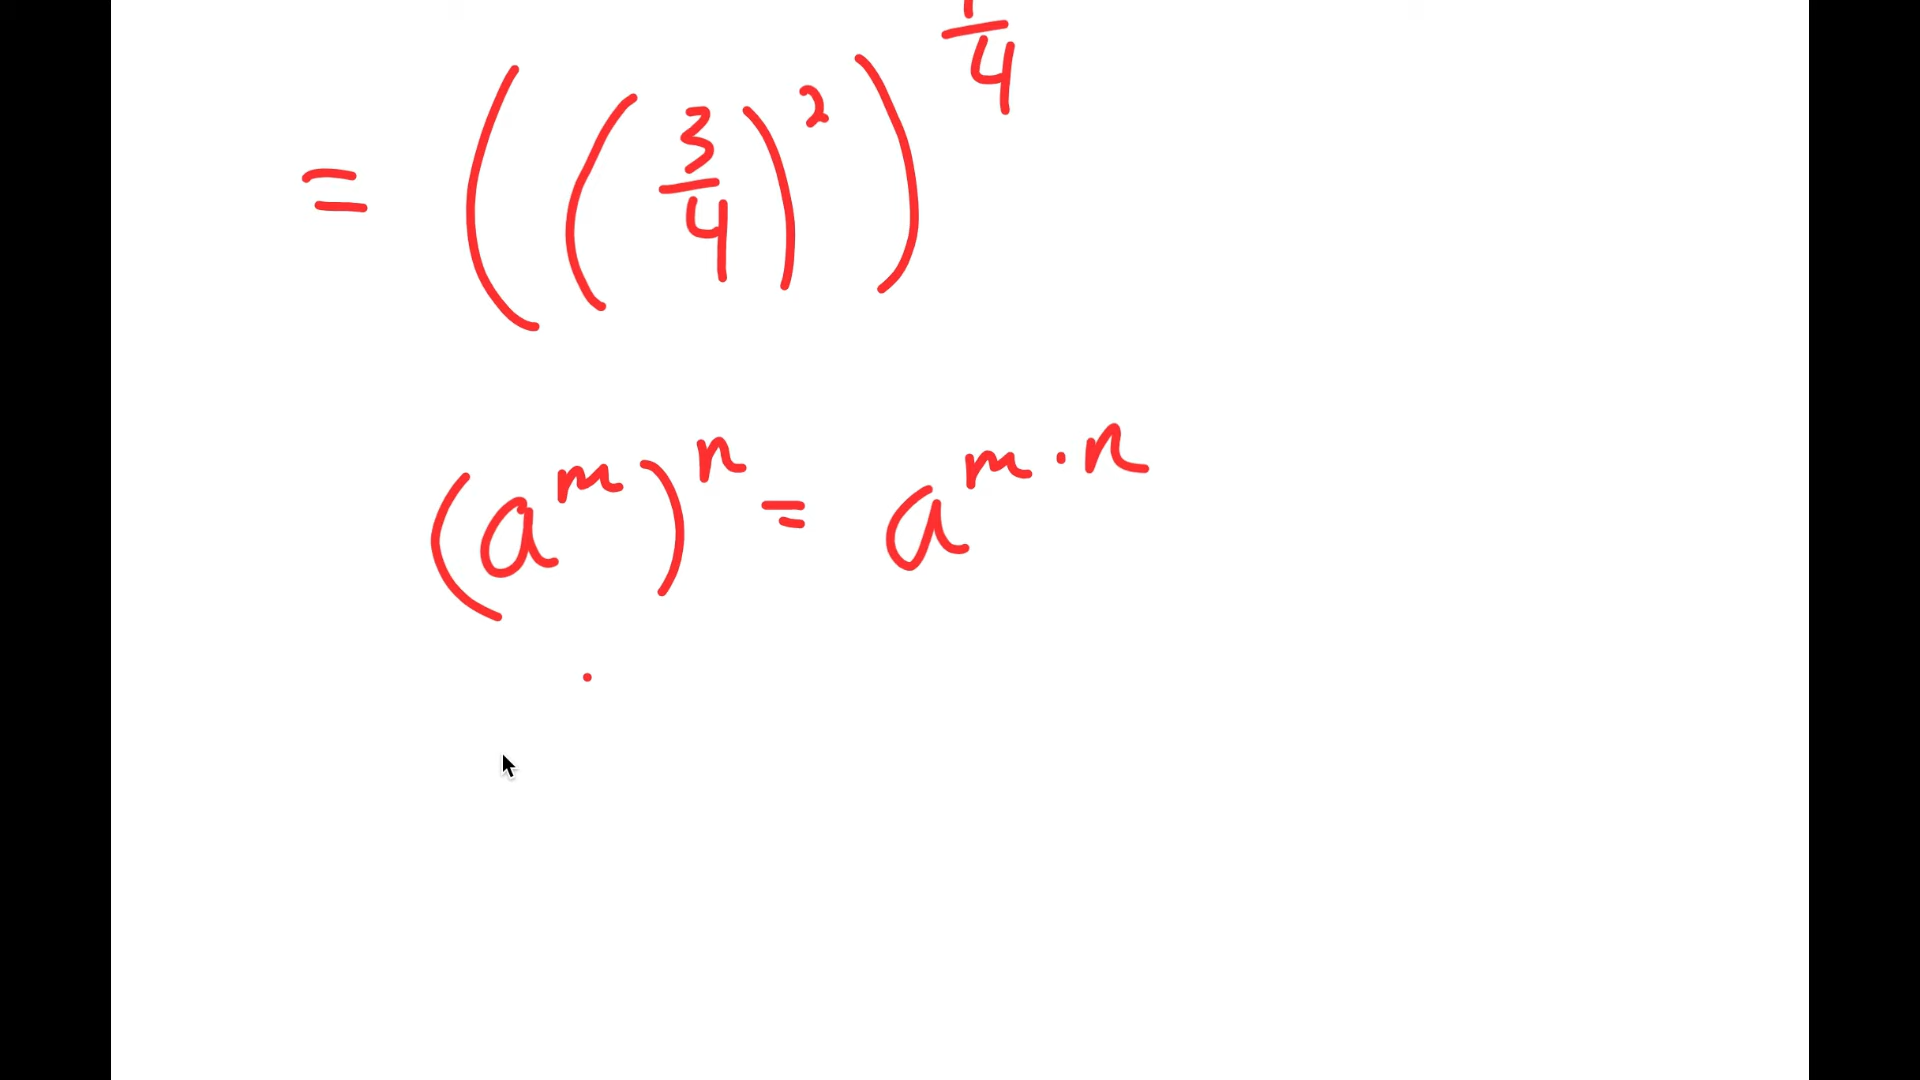 = ((3/4)^2)^1/4
(a^m)^n = a^m·n